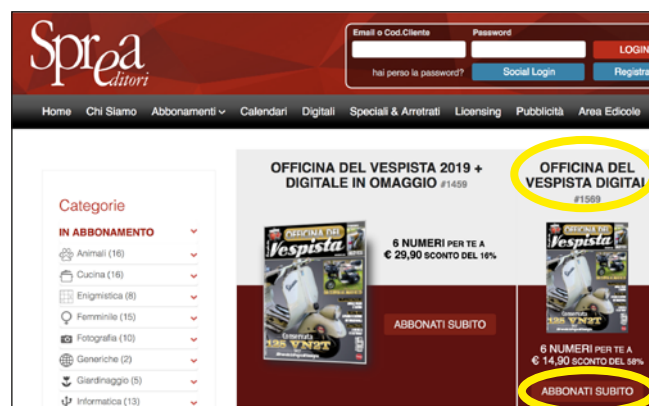 Sprea
Editori
Email o Cod.Cliente
Password
LOGIN
hai perso la password?
Social Login
Registra
Home
Chi Siamo
Abbonamenti
Calendari
Digitali
Speciali & Arretrati
Licensing
Pubblicità
Area Edicole
Categorie
IN ABBONAMENTO
Animali (16)
Cucina (16)
Enigmistica (8)
Femminile (15)
Fotografia (10)
Generiche (2)
Giardinaggio (5)
Informatica (13)
OFFICINA DEL VESPISTA 2019 +
DIGITALE IN OMAGGIO #1459
OFFICINA DEL
Vespista
125 VN2T
6 NUMERI PER TE A
€ 29,90 SCONTO DEL 16%
ABBONATI SUBITO
OFFICINA DEL
VESPISTA DIGITAL
#1569
OFFICINA DEL
Vespista
125 VN2T
6 NUMERI PER TE A
€ 14,90 SCONTO DEL 58%
ABBONATI SUBITO